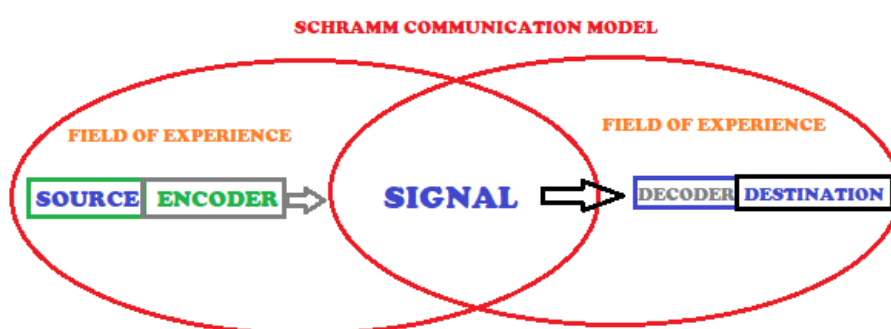 SCHRAMM COMMUNICATION MODEL
FIELD OF EXPERIENCE
FIELD OF EXPERIENCE
SOURCE
ENCODER
SIGNAL
DECODER
DESTINATION